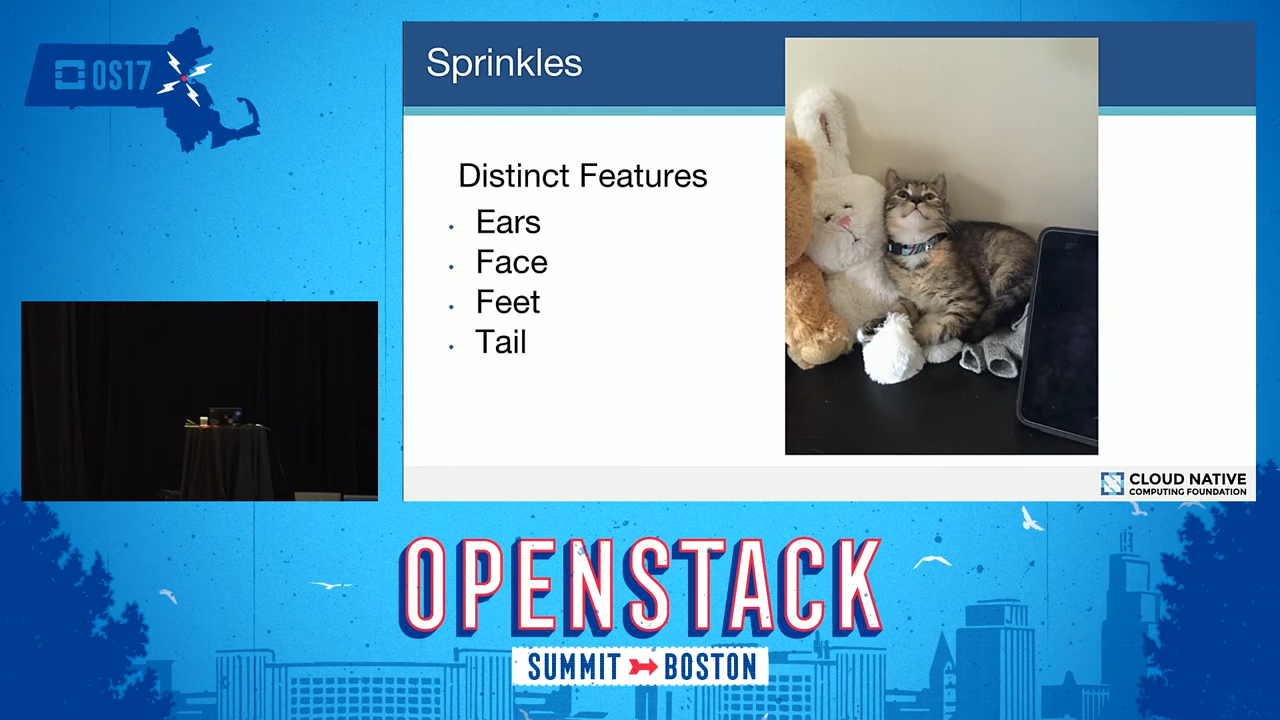 OS17
Sprinkles
Distinct Features
Ears
Face
Feet
Tail
CLOUD NATIVE
COMPUTING FOUNDATION
OPENSTACK
SUMMIT BOSTON